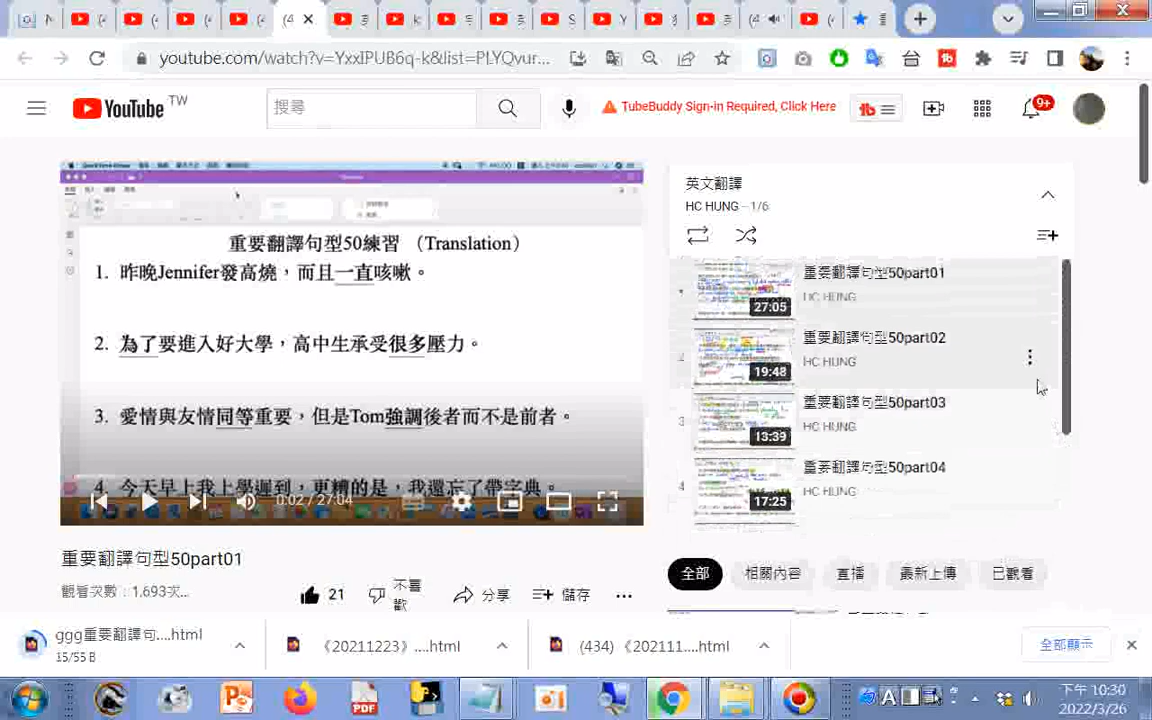 youtube.com/watch?v=YxxIPUB6q-k&list=PLYQvur...
YouTube TW
搜尋
TubeBuddy Sign-in Required, Click Here
tb
9+
重要翻譯句型50練習 （Translation）
1. 昨晚Jennifer發高燒，而且一直咳嗽。
2. 為了要進入好大學，高中生承受很多壓力。
3. 愛情與友情同等重要，但是Tom強調後者而不是前者。
4. 今天早上我上學遲到，更糟的是，我還忘了帶字典。
0:02 / 27:04
英文翻譯
HC HUNG - 1/6
重要翻譯句型50part01
HC HUNG
27:05
重要翻譯句型50part02
HC HUNG
19:48
3
重要翻譯句型50part03
HC HUNG
13:39
4
重要翻譯句型50part04
HC HUNG
17:25
全部
相關內容
直播
最新上傳
已觀看
重要翻譯句型50part01
觀看次數：1,693次...
21
不喜歡
分享
儲存
ggg重要翻譯句....html
15/55 B
《20211223》....html
(434) 《202111....html
全部顯示
PDF
A
下午 10:30
2022/3/26